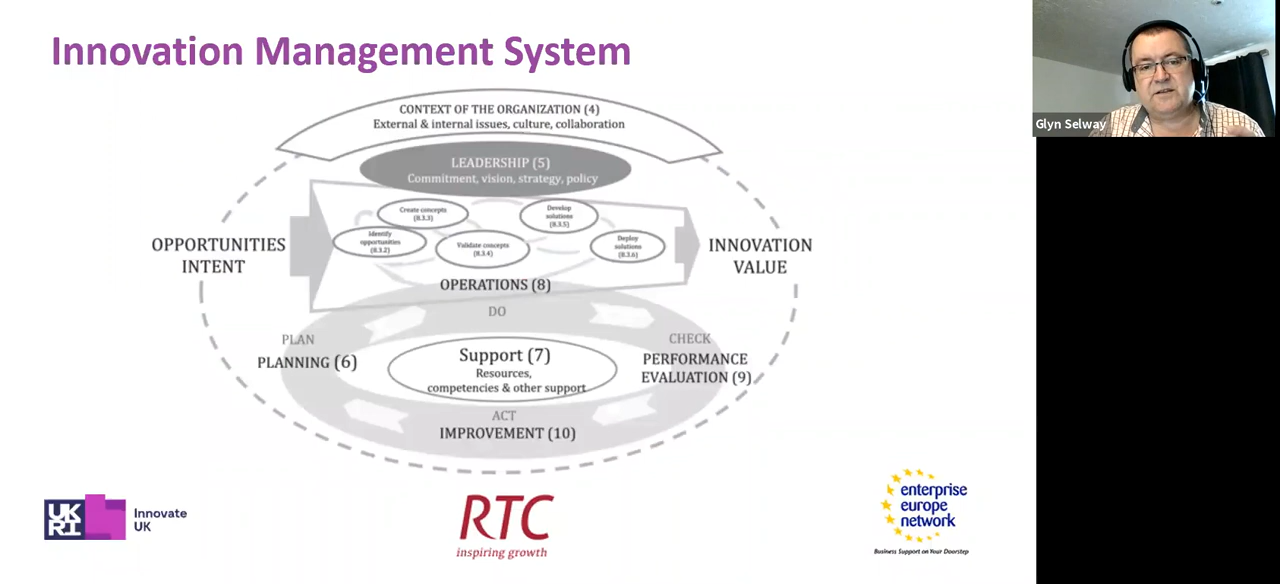 Innovation Management System
Glyn Selway
CONTEXT OF THE ORGANIZATION (4)
External & internal issues, culture, collaboration
LEADERSHIP (5)
Commitment, vision, strategy, policy
Create concepts
(8.3.3)
Develop
solutions
(8.3.5)
Identify
opportunities
(8.3.2)
Validate concepts
(8.3.4)
Deploy
solutions
(8.3.6)
OPPORTUNITIES
INTENT
INNOVATION
VALUE
OPERATIONS (8)
DO
PLAN
PLANNING (6)
Support (7)
Resources,
competencies & other support
CHECK
PERFORMANCE
EVALUATION (9)
ACT
IMPROVEMENT (10)
UK
RI
Innovate
UK
RTC
inspiring growth
enterprise
europe
network
Business Support on Your Doorstep